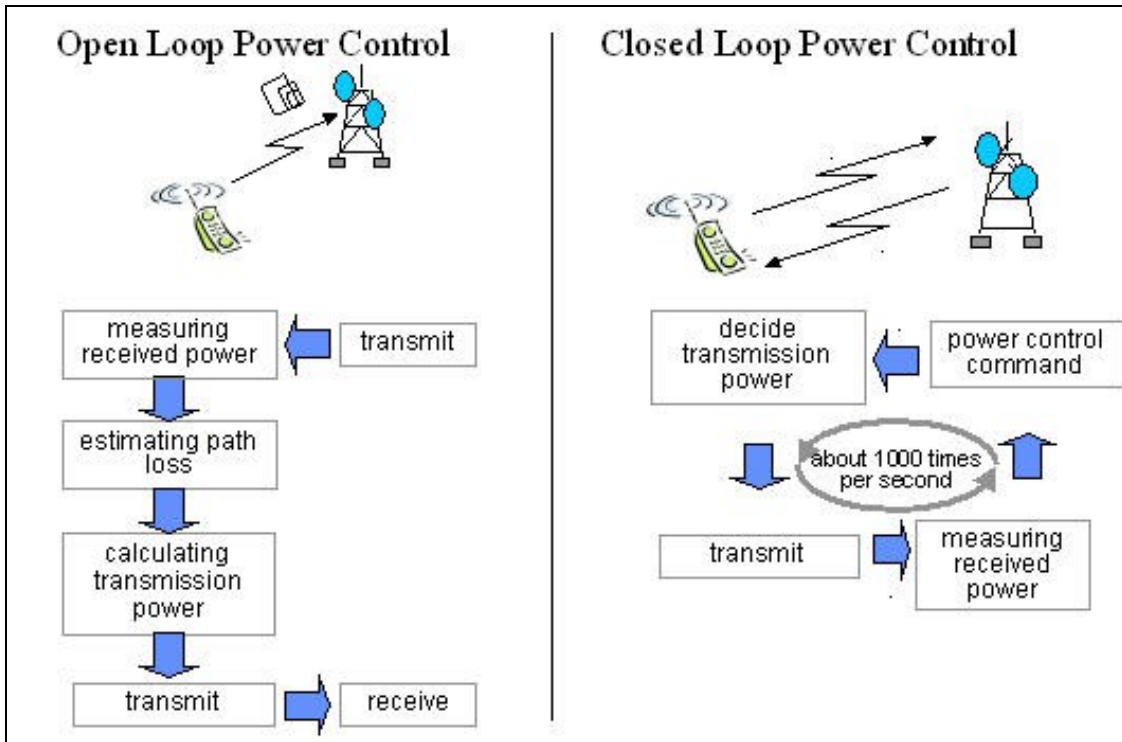 Open Loop Power Control
measuring
received power
transmit
estimating path
loss
calculating
transmission
power
transmit
receive
Closed Loop Power Control
decide
transmission
power
power control
command
about 1000 times
per second
transmit
measuring
received
power